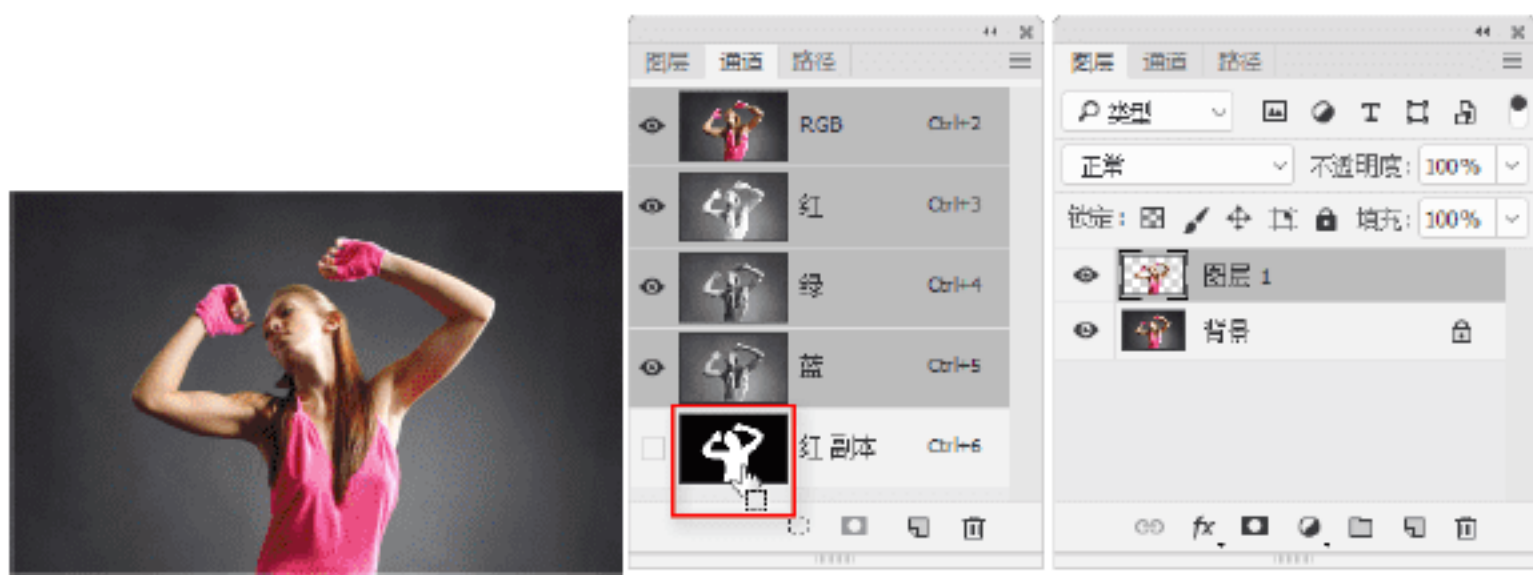 图层 通道 路径
RGB Ctrl+2
红 Ctrl+3
绿 Ctrl+4
蓝 Ctrl+5
红 副本 Ctrl+6
图层 通道 路径
类型 T
正常 不透明度: 100%
锁定: 填充: 100%
图层 1
背景
fx